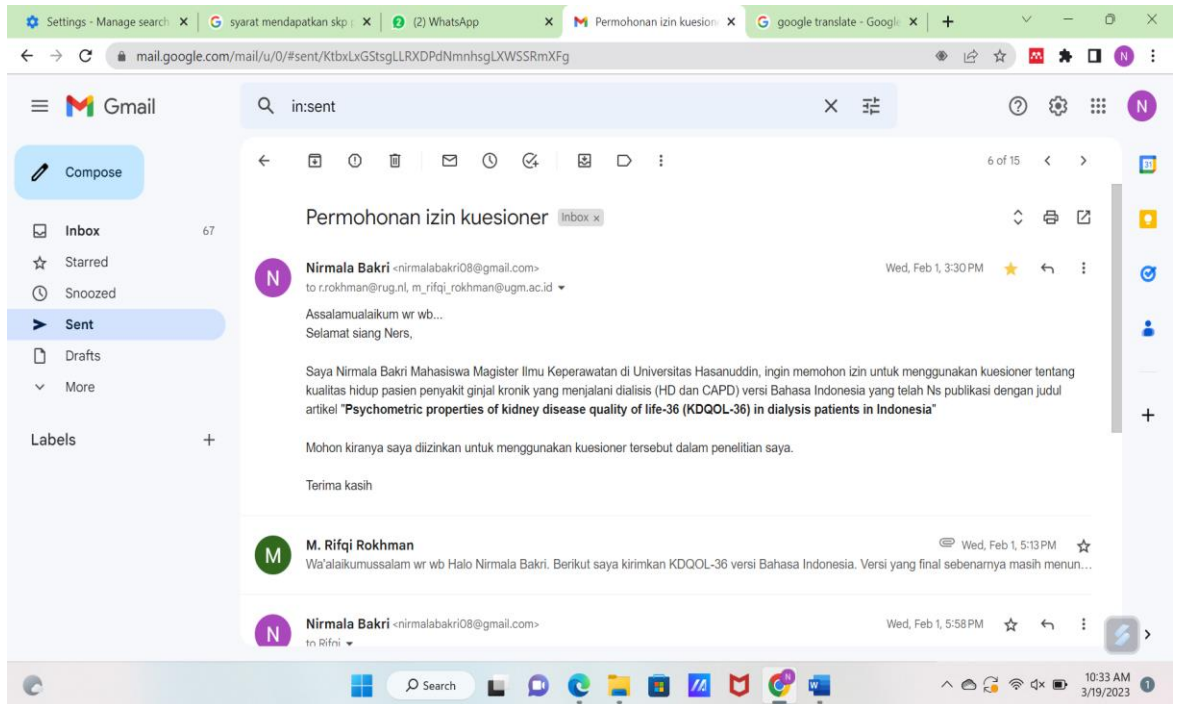 Settings - Manage search
syarat mendapatkan skp p
(2) WhatsApp
Permohonan izin kuesion
google translate - Google
mail.google.com/mail/u/0/#sent/KtbxLxGStsgLLRXDPdNmnhsgLXWSSRmXFg
N
Gmail
in:sent
N
Compose
6 of 15
31
Permohonan izin kuesioner Inbox x
Inbox 67
Starred
Snoozed
Sent
Drafts
More
Labels +
N
Nirmala Bakri <nirmalabakri08@gmail.com>
Wed, Feb 1, 3:30 PM
to r.rokhman@rug.nl, m_rifqi_rokhman@ugm.ac.id
Assalamualaikum wr wb...
Selamat siang Ners,
Saya Nirmala Bakri Mahasiswa Magister Ilmu Keperawatan di Universitas Hasanuddin, ingin memohon izin untuk menggunakan kuesioner tentang
kualitas hidup pasien penyakit ginjal kronik yang menjalani dialisis (HD dan CAPD) versi Bahasa Indonesia yang telah Ns publikasi dengan judul
artikel "Psychometric properties of kidney disease quality of life-36 (KDQOL-36) in dialysis patients in Indonesia"
Mohon kiranya saya diizinkan untuk menggunakan kuesioner tersebut dalam penelitian saya.
Terima kasih
M
M. Rifqi Rokhman
Wed, Feb 1, 5:13 PM
Wa'alaikumussalam wr wb Halo Nirmala Bakri. Berikut saya kirimkan KDQOL-36 versi Bahasa Indonesia. Versi yang final sebenarnya masih menun...
N
Nirmala Bakri <nirmalabakri08@gmail.com>
Wed, Feb 1, 5:58 PM
to Rifqi
Search
10:33 AM
3/19/2023
1